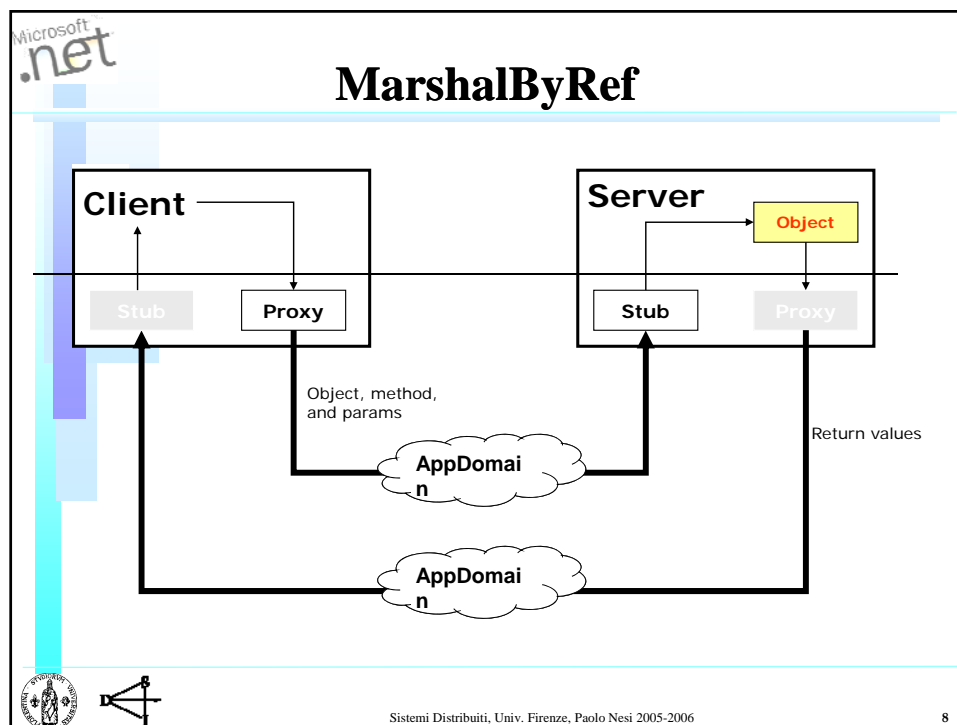 Microsoft
.net
MarshalByRef
Client
Server
Object
Stub
Proxy
Stub
Proxy
Object, method,
and params
Return values
AppDomai
n
AppDomai
n
D S I
Sistemi Distribuiti, Univ. Firenze, Paolo Nesi 2005-2006
8